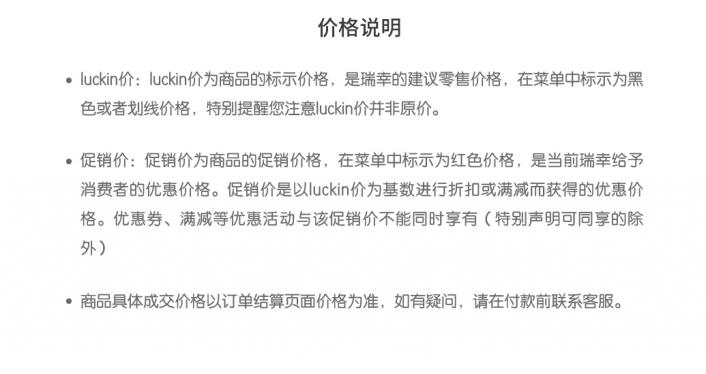 价格说明
• luckin价：luckin价为商品的标示价格，是瑞幸的建议零售价格，在菜单中标示为黑
色或者划线价格，特别提醒您注意luckin价并非原价。
• 促销价：促销价为商品的促销价格，在菜单中标示为红色价格，是当前瑞幸给予
消费者的优惠价格。促销价是以luckin价为基数进行折扣或满减而获得的优惠价
格。优惠券、满减等优惠活动与该促销价不能同时享有（特别声明可同享的除
外）
• 商品具体成交价格以订单结算页面价格为准，如有疑问，请在付款前联系客服。